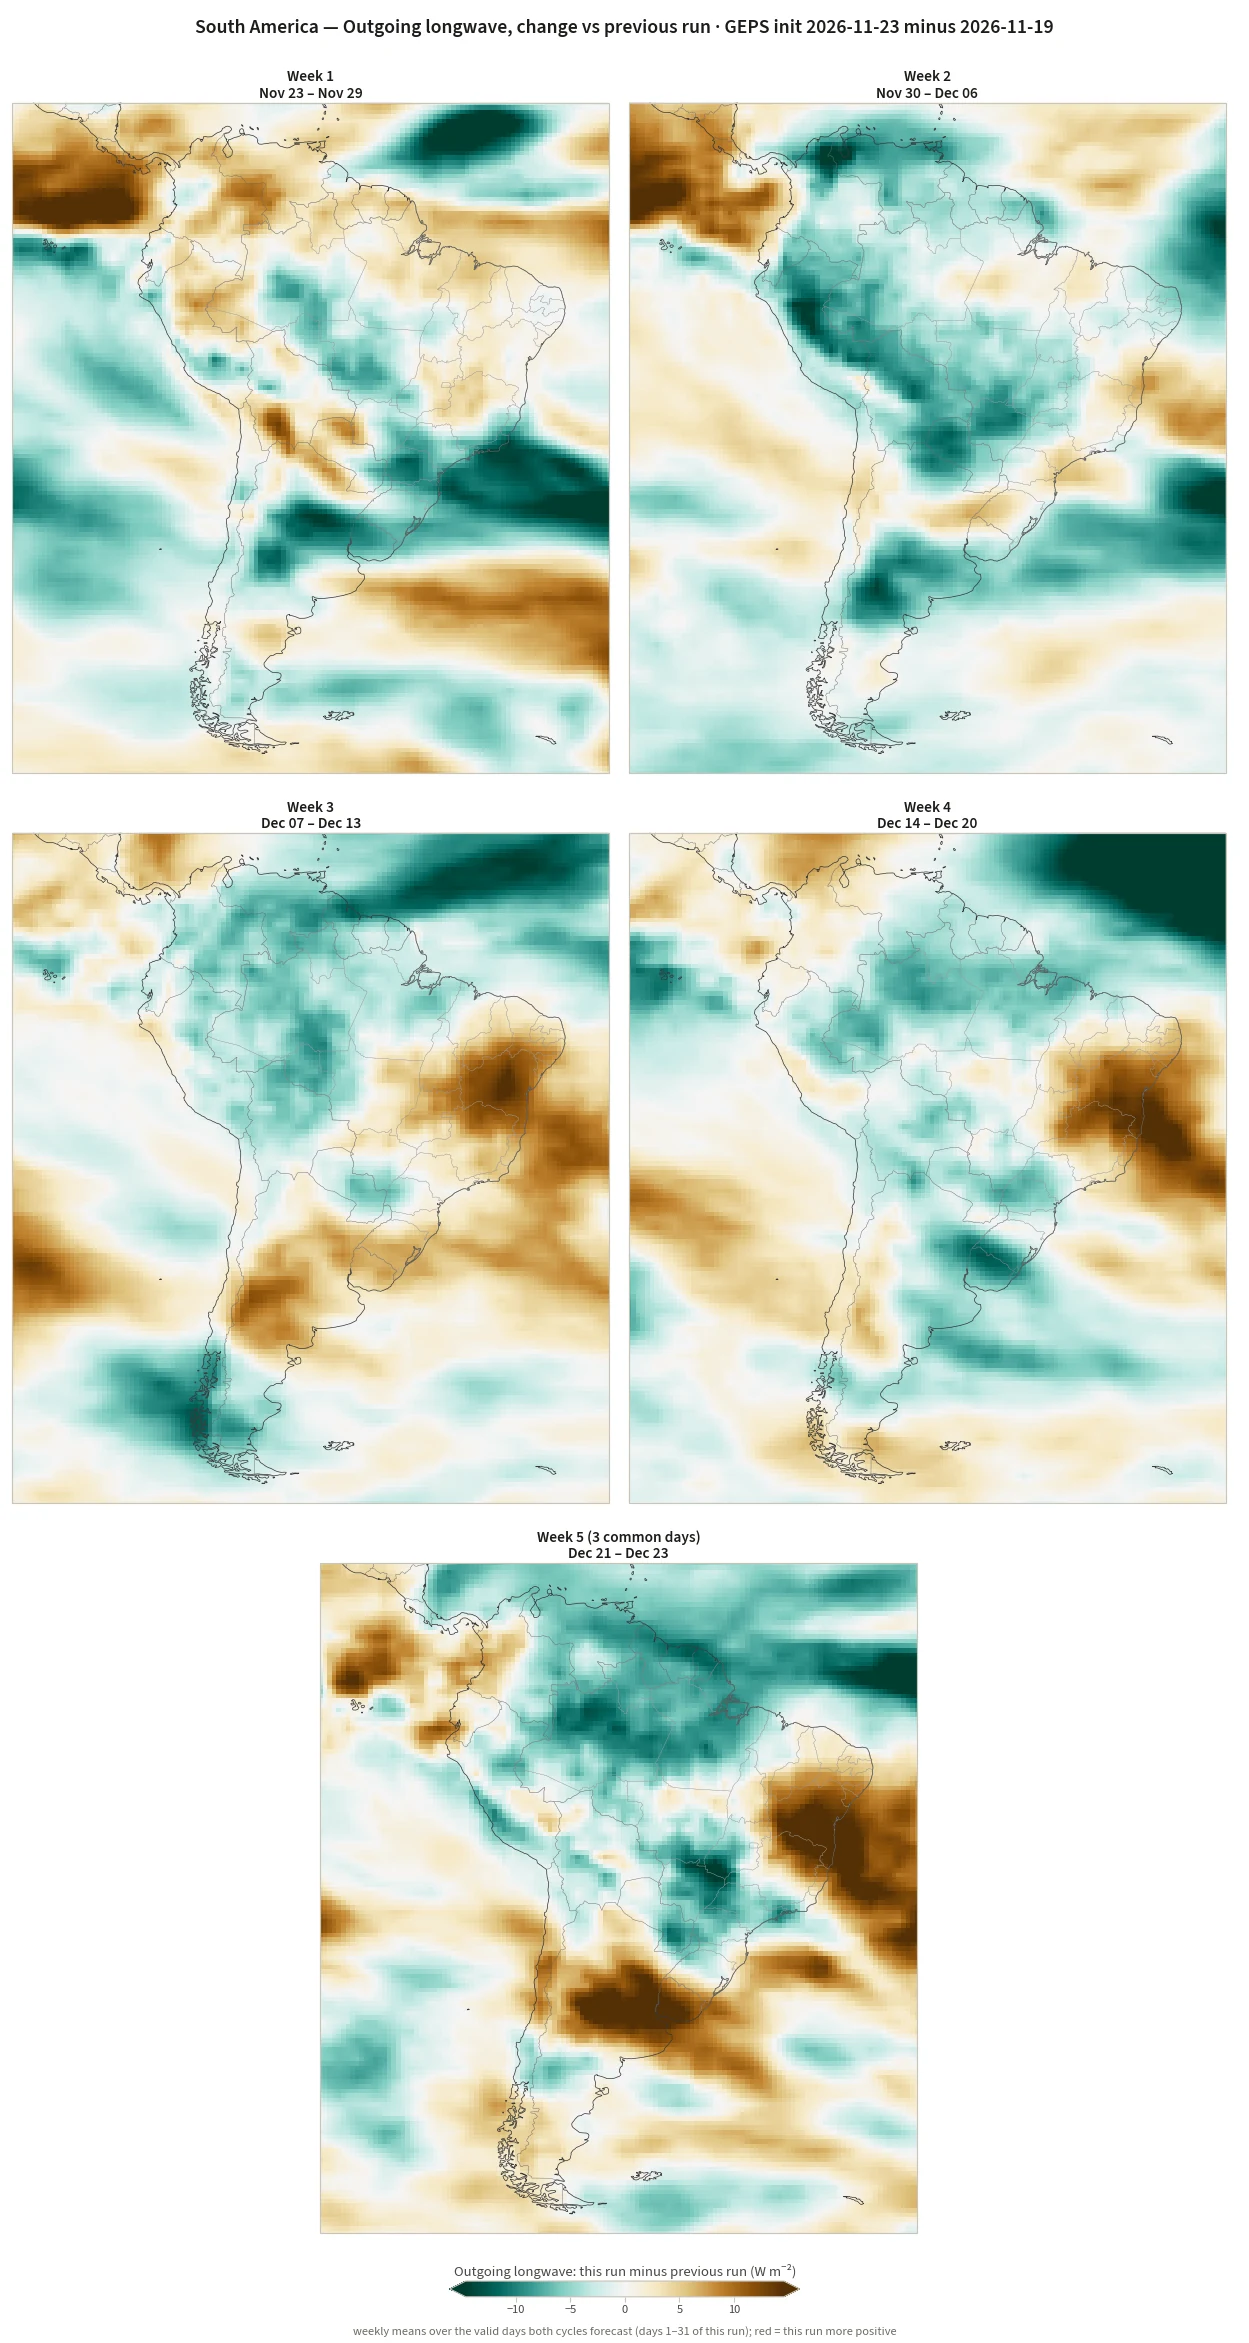 South America — Outgoing longwave, change vs previous run · GEPS init 2026-11-23 minus 2026-11-19
Week 1
Nov 23 – Nov 29
Week 2
Nov 30 – Dec 06
Week 3
Dec 07 – Dec 13
Week 4
Dec 14 – Dec 20
Week 5 (3 common days)
Dec 21 – Dec 23
Outgoing longwave: this run minus previous run (W m⁻²)
−10 −5 0 5 10
weekly means over the valid days both cycles forecast (days 1–31 of this run); red = this run more positive